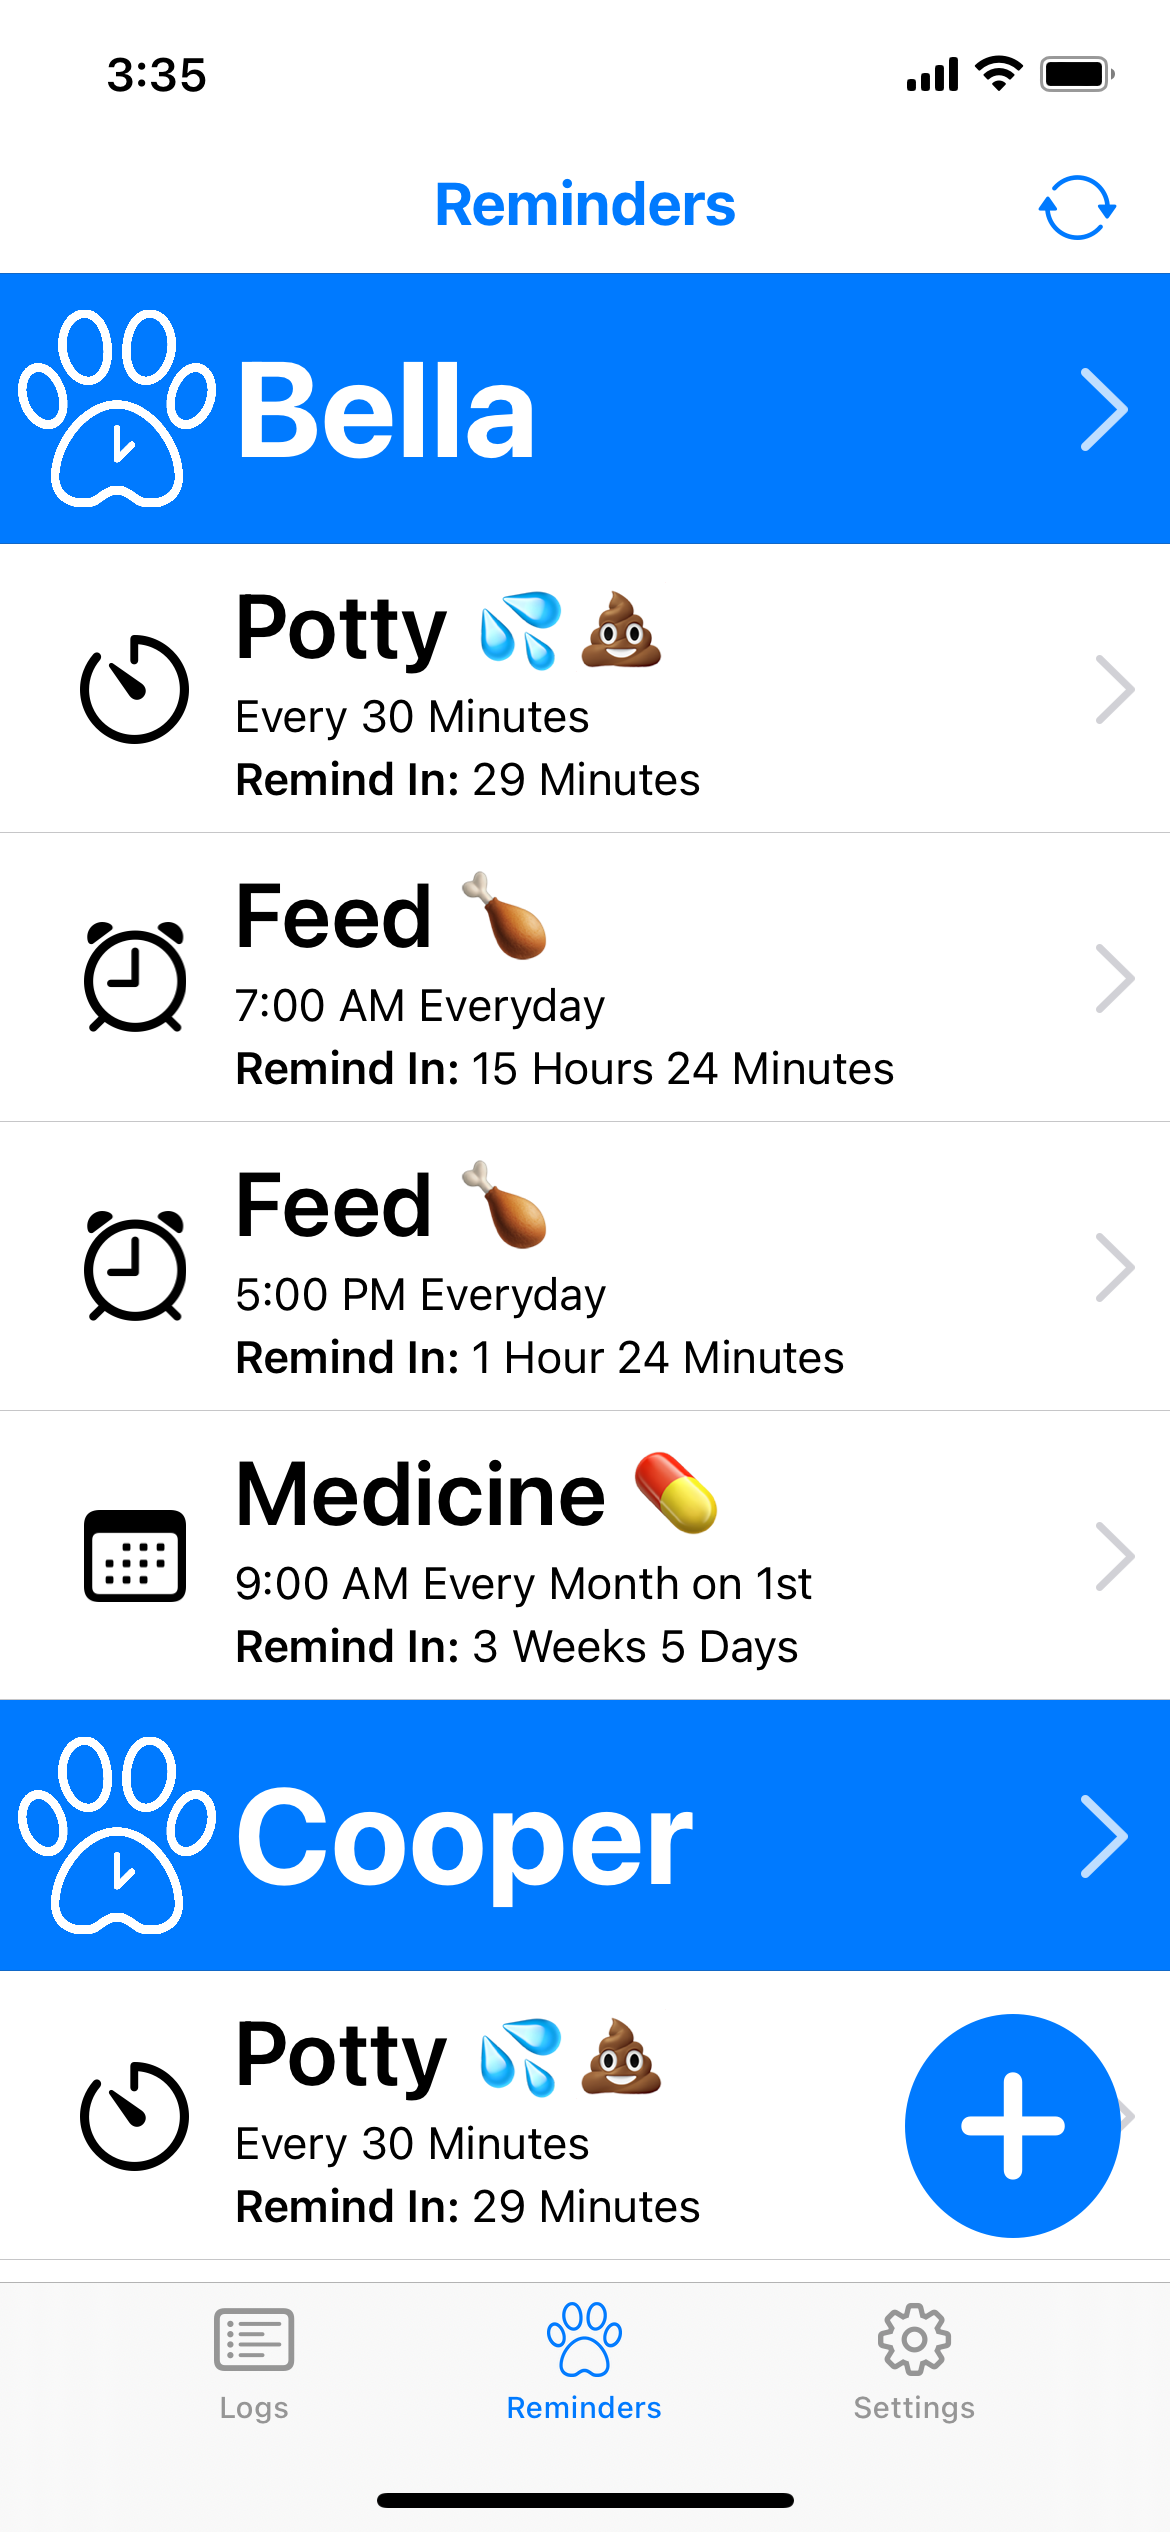 3:35
Reminders
Bella
Potty 💦 💩
Every 30 Minutes
Remind In: 29 Minutes
Feed 🍗
7:00 AM Everyday
Remind In: 15 Hours 24 Minutes
Feed 🍗
5:00 PM Everyday
Remind In: 1 Hour 24 Minutes
Medicine 💊
9:00 AM Every Month on 1st
Remind In: 3 Weeks 5 Days
Cooper
Potty 💦 💩
Every 30 Minutes
Remind In: 29 Minutes
Logs
Reminders
Settings